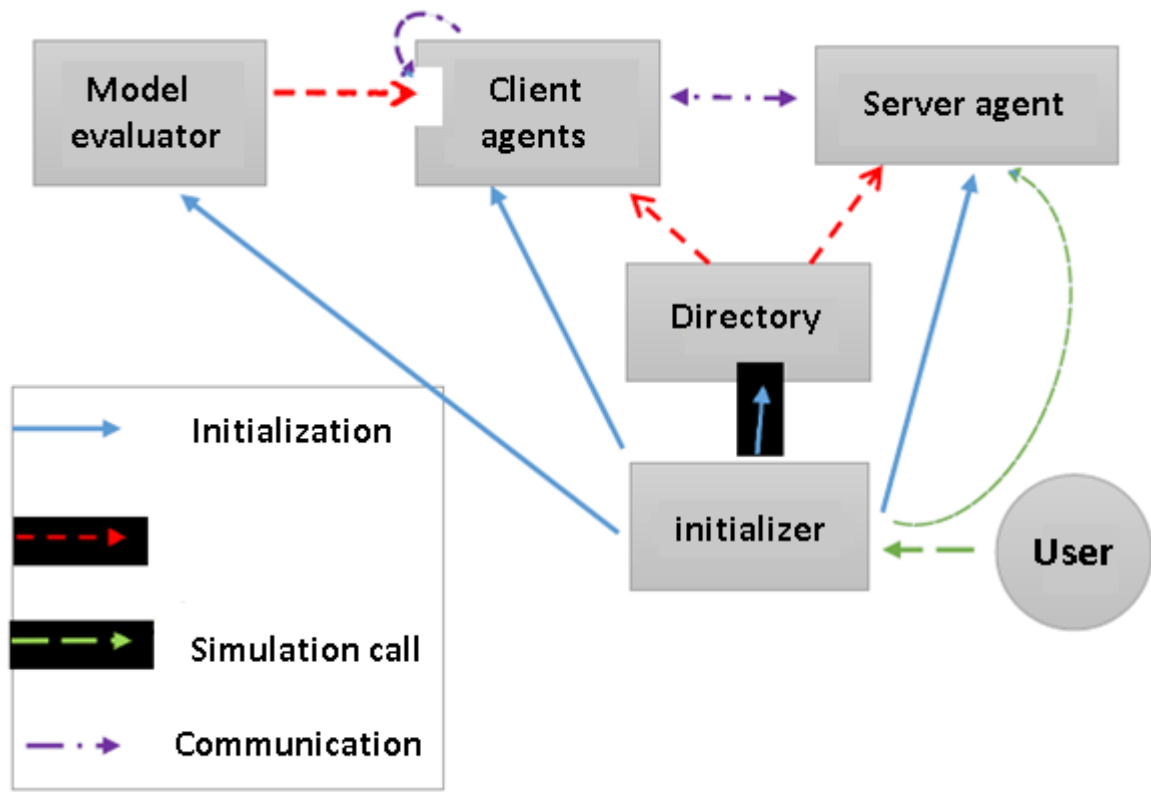 Model
evaluator
Client
agents
Server agent
Directory
initializer
User
Initialization
Simulation call
Communication